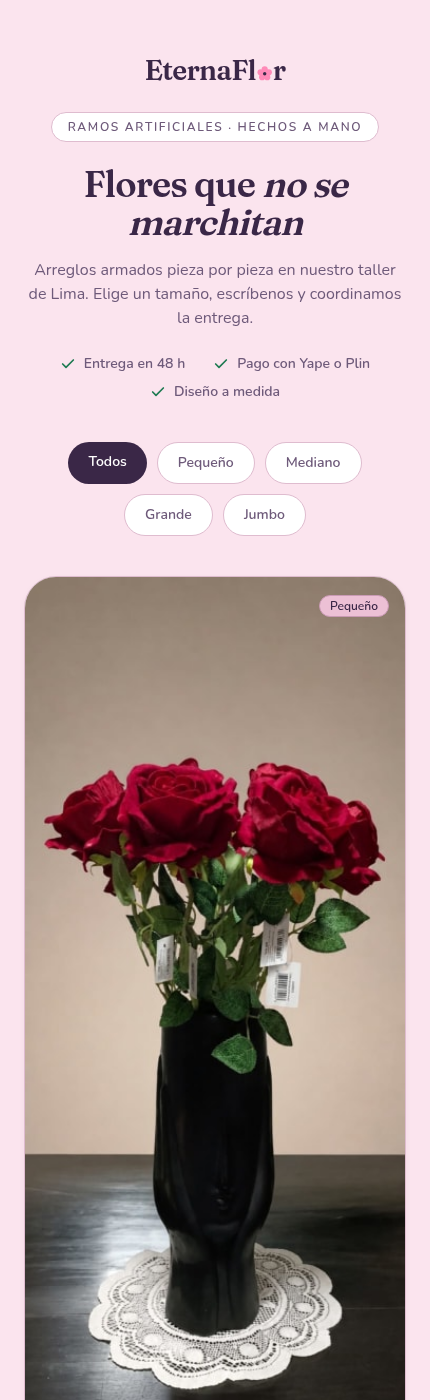 EternaFlor
RAMOS ARTIFICIALES · HECHOS A MANO
Flores que no se
marchitan
Arreglos armados pieza por pieza en nuestro taller
de Lima. Elige un tamaño, escríbenos y coordinamos
la entrega.
Entrega en 48 h
Pago con Yape o Plin
Diseño a medida
Todos
Pequeño
Mediano
Grande
Jumbo
Pequeño